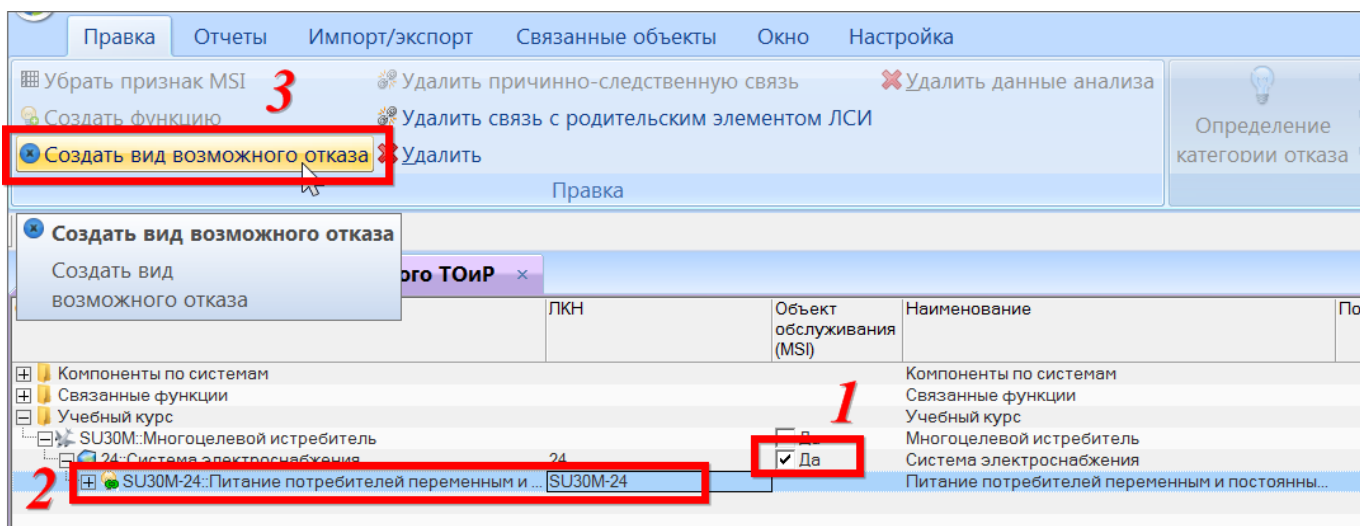 Правка Отчеты Импорт/экспорт Связанные объекты Окно Настройка
Убрать признак MSI 3 Удалить причинно-следственную связь Удалить данные анализа
Создать функцию Удалить связь с родительским элементом ЛСИ Определение
Создать вид возможного отказа Удалить категории отказа
Правка
Создать вид возможного отказа
Создать вид
возможного отказа
ого ТОиР ×
ЛКН Объект Наименование По
обслуживания
(MSI)
Компоненты по системам Компоненты по системам
Связанные функции Связанные функции
Учебный курс 1 Учебный курс
SU30M::Многоцелевой истребитель Да Многоцелевой истребитель
24::Система электроснабжения 24 Да Система электроснабжения
2 SU30M-24::Питание потребителей переменным и ... SU30M-24 Питание потребителей переменным и постоянны...